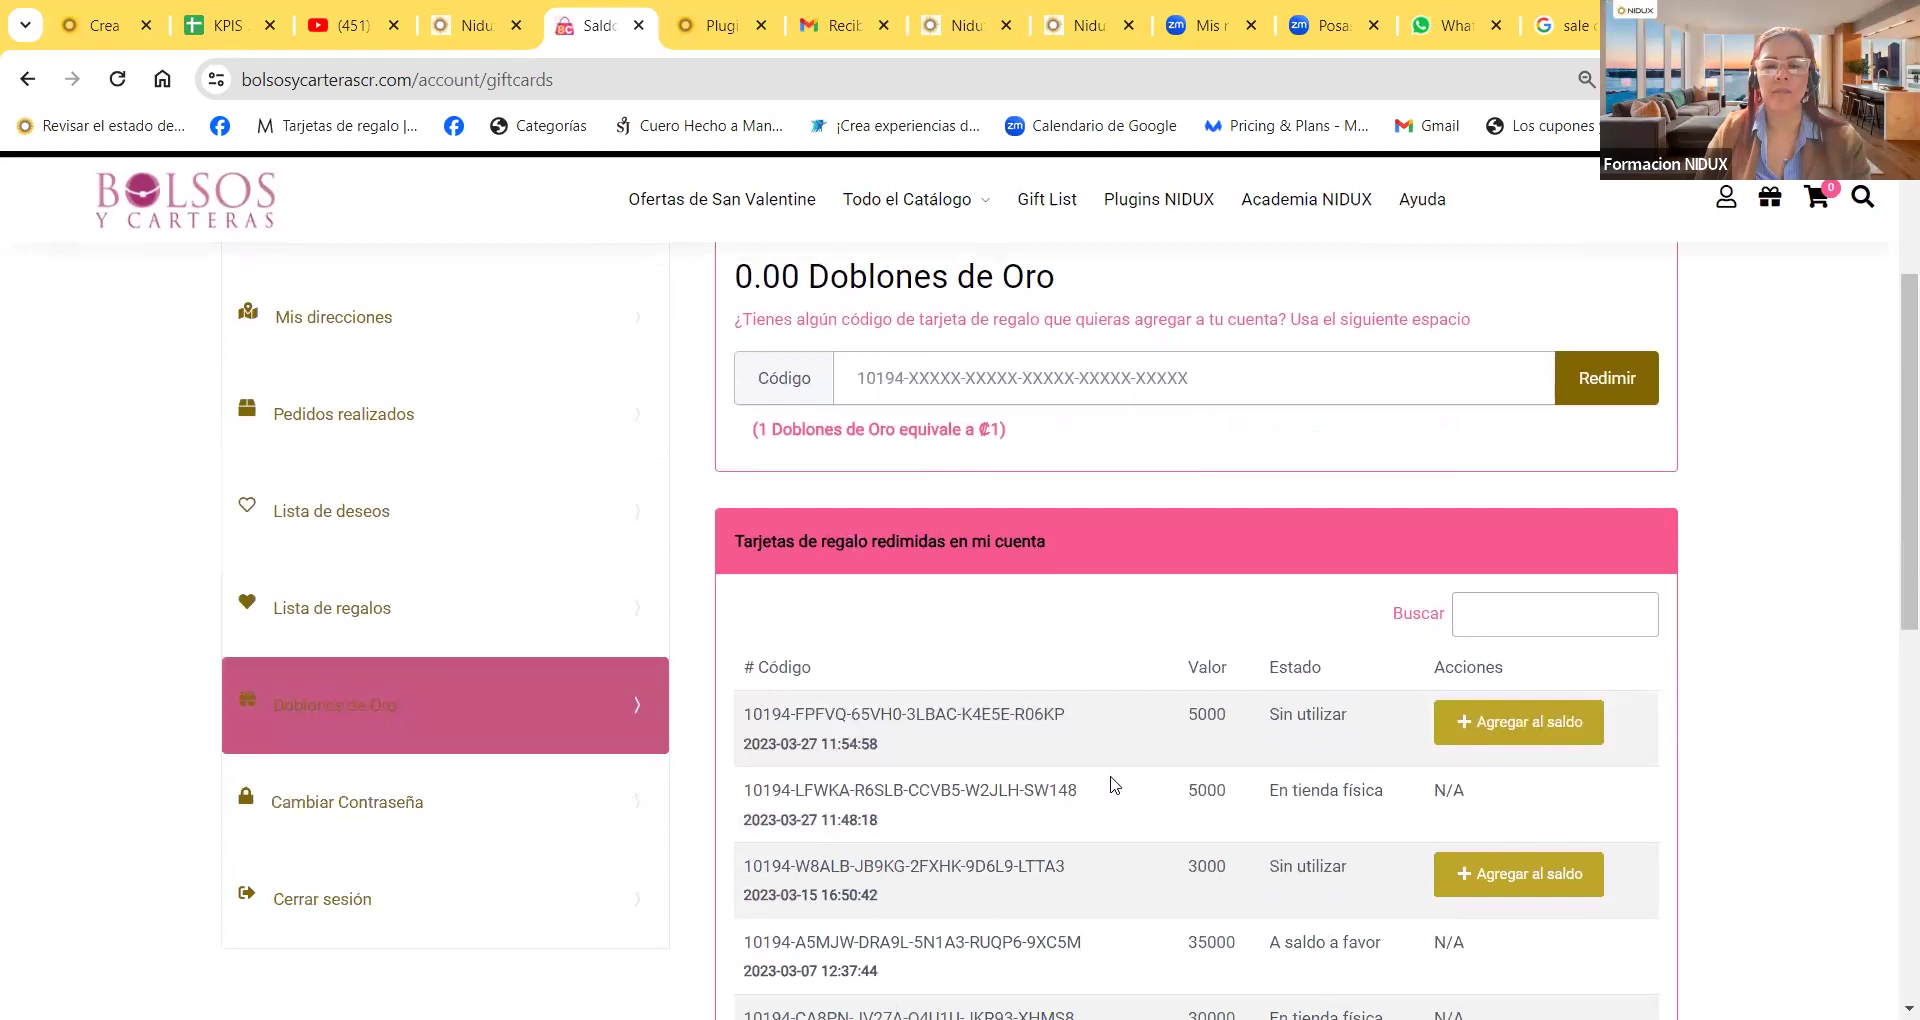 Crea
KPIS
(451)
Nidu
Saldo
Plugi
Recib
Nidu
Nidu
Mis r
Posa
What
sale
NIDUX
bolsosycarterascr.com/account/giftcards
Revisar el estado de...
Tarjetas de regalo |...
Categorías
Cuero Hecho a Man...
¡Crea experiencias d...
Calendario de Google
Pricing & Plans - M...
Gmail
Los cupones
Formacion NIDUX
BOLSOS
Y CARTERAS
Ofertas de San Valentine
Todo el Catálogo
Gift List
Plugins NIDUX
Academia NIDUX
Ayuda
0
Mis direcciones
Pedidos realizados
Lista de deseos
Lista de regalos
Doblones de Oro
Cambiar Contraseña
Cerrar sesión
0.00 Doblones de Oro
¿Tienes algún código de tarjeta de regalo que quieras agregar a tu cuenta? Usa el siguiente espacio
Código 10194-XXXXX-XXXXX-XXXXX-XXXXX-XXXXX Redimir
(1 Doblones de Oro equivale a ₡1)
Tarjetas de regalo redimidas en mi cuenta
Buscar
# Código Valor Estado Acciones
10194-FPFVQ-65VH0-3LBAC-K4E5E-R06KP 5000 Sin utilizar + Agregar al saldo
2023-03-27 11:54:58
10194-LFWKA-R6SLB-CCVB5-W2JLH-SW148 5000 En tienda física N/A
2023-03-27 11:48:18
10194-W8ALB-JB9KG-2FXHK-9D6L9-LTTA3 3000 Sin utilizar + Agregar al saldo
2023-03-15 16:50:42
10194-A5MJW-DRA9L-5N1A3-RUQP6-9XC5M 35000 A saldo a favor N/A
2023-03-07 12:37:44
30000 En tienda física N/A